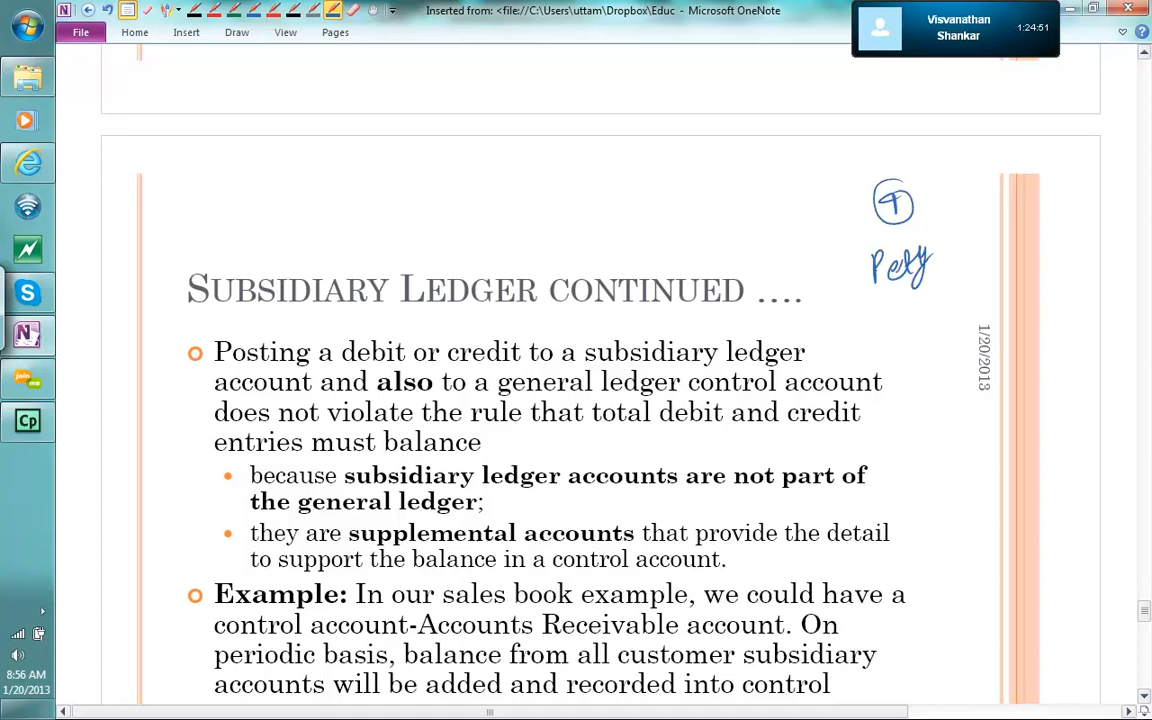 Inserted from: <file://C:\Users\uttam\Dropbox\Educ - Microsoft OneNote
File Home Insert Draw View Pages
Visvanathan
Shankar
1:24:51
SUBSIDIARY LEDGER CONTINUED ....
1/20/2013
Posting a debit or credit to a subsidiary ledger
account and also to a general ledger control account
does not violate the rule that total debit and credit
entries must balance
because subsidiary ledger accounts are not part of
the general ledger;
they are supplemental accounts that provide the detail
to support the balance in a control account.
Example: In our sales book example, we could have a
control account-Accounts Receivable account. On
periodic basis, balance from all customer subsidiary
accounts will be added and recorded into control
join
me
Cp
8:56 AM
1/20/2013